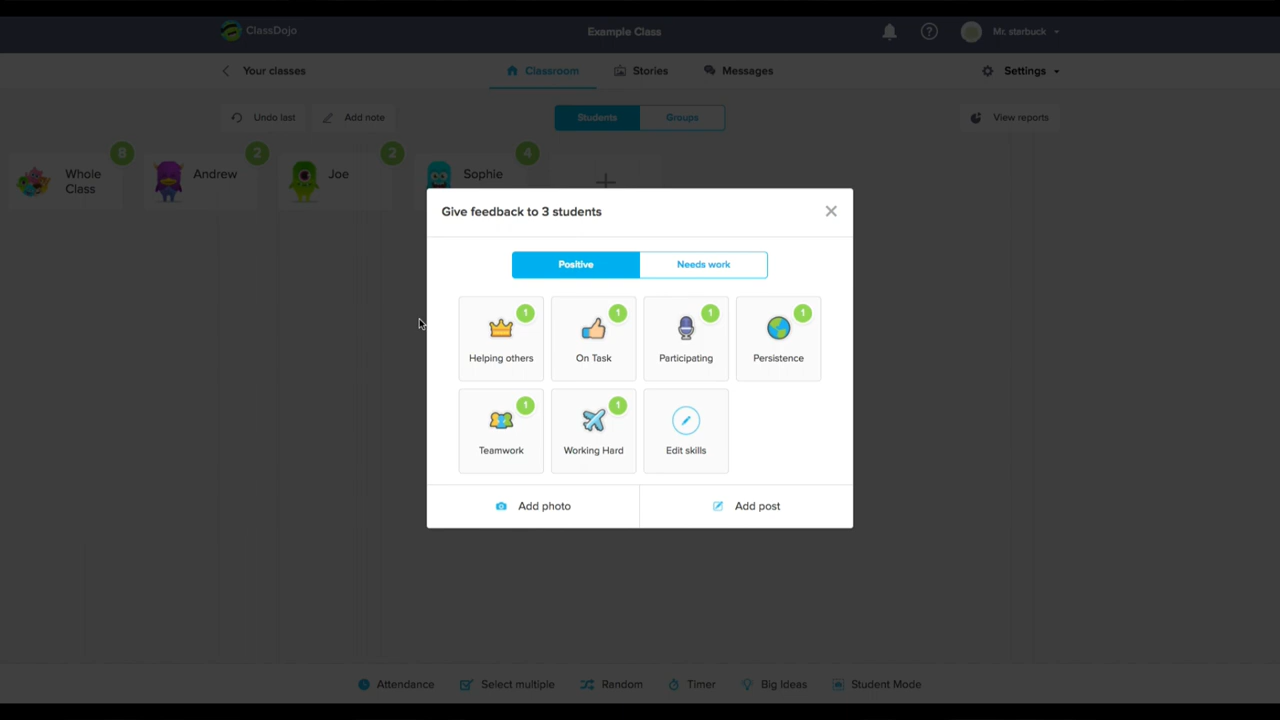 ClassDojo
Example Class
Mr. starbuck
Your classes
Classroom
Stories
Messages
Settings
Undo last
Add note
Students
Groups
View reports
Whole
Class
8
Andrew
2
Joe
2
Sophie
4
Give feedback to 3 students
Positive
Needs work
1
Helping others
1
On Task
1
Participating
1
Persistence
1
Teamwork
1
Working Hard
Edit skills
Add photo
Add post
Attendance
Select multiple
Random
Timer
Big Ideas
Student Mode